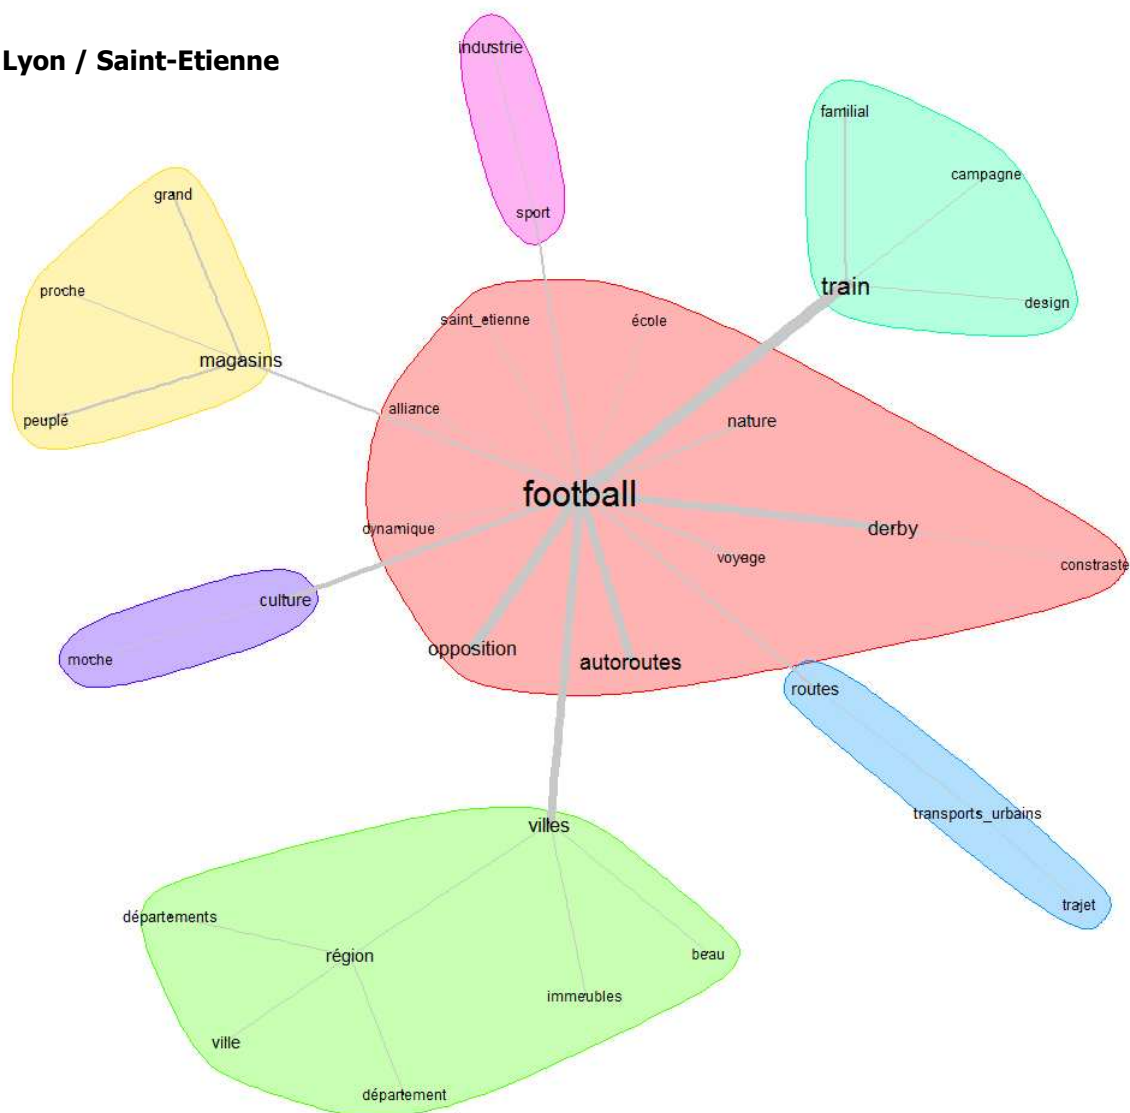 industrie
Lyon / Saint-Etienne
familial
campagne
grand
sport
train
proche
design
saint_etienne
école
magasins
alliance
nature
peuplé
football
dynamique
derby
voyage
constraste
culture
opposition
autoroutes
moche
routes
transports_urbains
villes
trajet
départements
région
beau
immeubles
ville
département